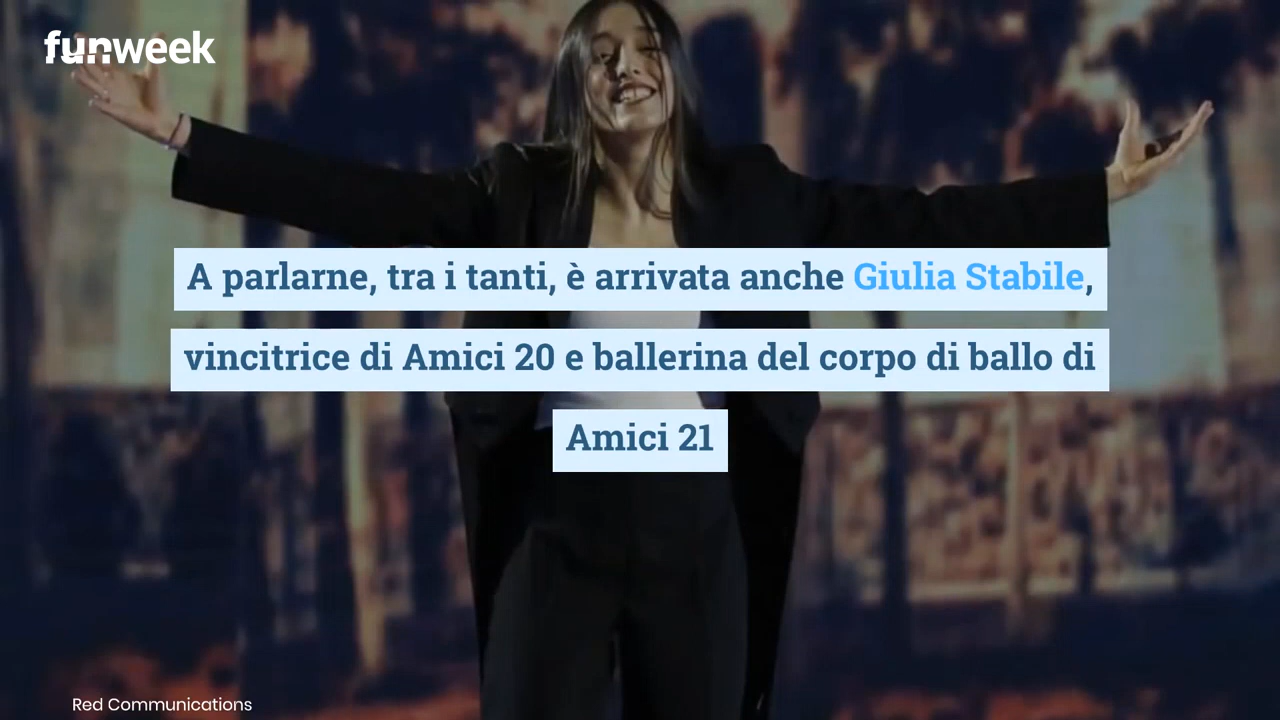 funweek
A parlarne, tra i tanti, è arrivata anche Giulia Stabile,
vincitrice di Amici 20 e ballerina del corpo di ballo di
Amici 21
Red Communications